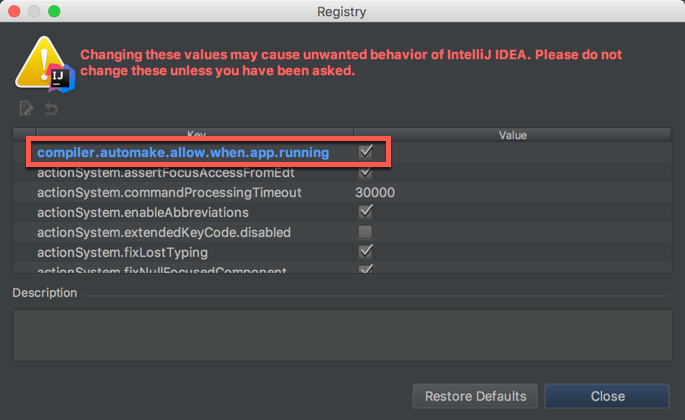 Registry
Changing these values may cause unwanted behavior of IntelliJ IDEA. Please do not
change these unless you have been asked.
IJ
Key Value
compiler.automake.allow.when.app.running
actionSystem.assertFocusAccessFromEdt
actionSystem.commandProcessingTimeout 30000
actionSystem.enableAbbreviations
actionSystem.extendedKeyCode.disabled
actionSystem.fixLostTyping
actionSystem.fixNullFocusedComponent
Description
Restore Defaults Close